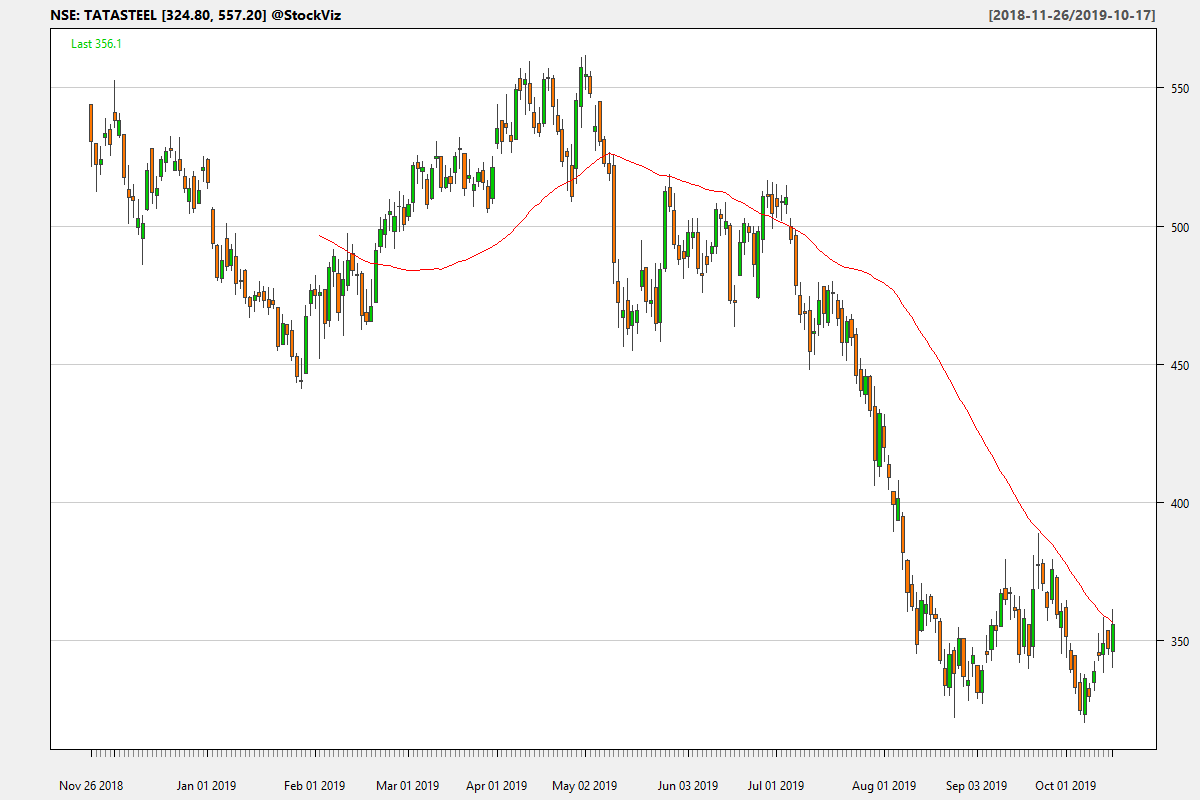 NSE: TATASTEEL [324.80, 557.20] @StockViz [2018-11-26/2019-10-17]
Last 356.1
550
500
450
400
350
Nov 26 2018 Jan 01 2019 Feb 01 2019 Mar 01 2019 Apr 01 2019 May 02 2019 Jun 03 2019 Jul 01 2019 Aug 01 2019 Sep 03 2019 Oct 01 2019